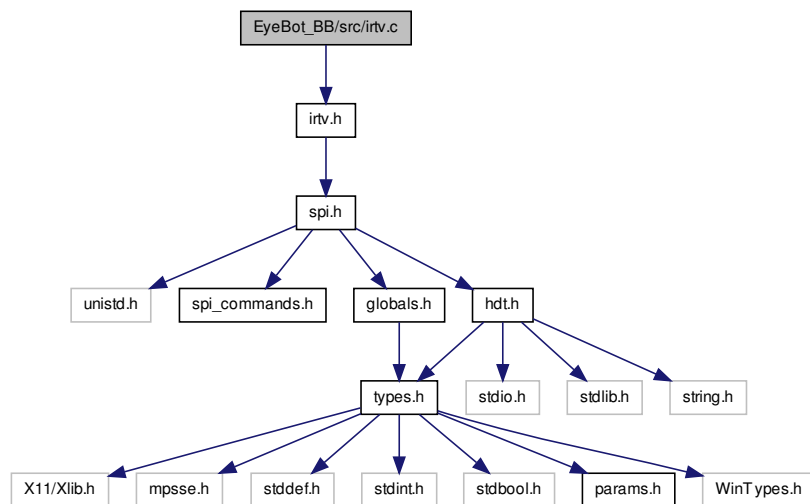 EyeBot_BB/src/irtv.c
irtv.h
spi.h
unistd.h
spi_commands.h
globals.h
hdt.h
types.h
stdio.h
stdlib.h
string.h
X11/Xlib.h
mpsse.h
stddef.h
stdint.h
stdbool.h
params.h
WinTypes.h